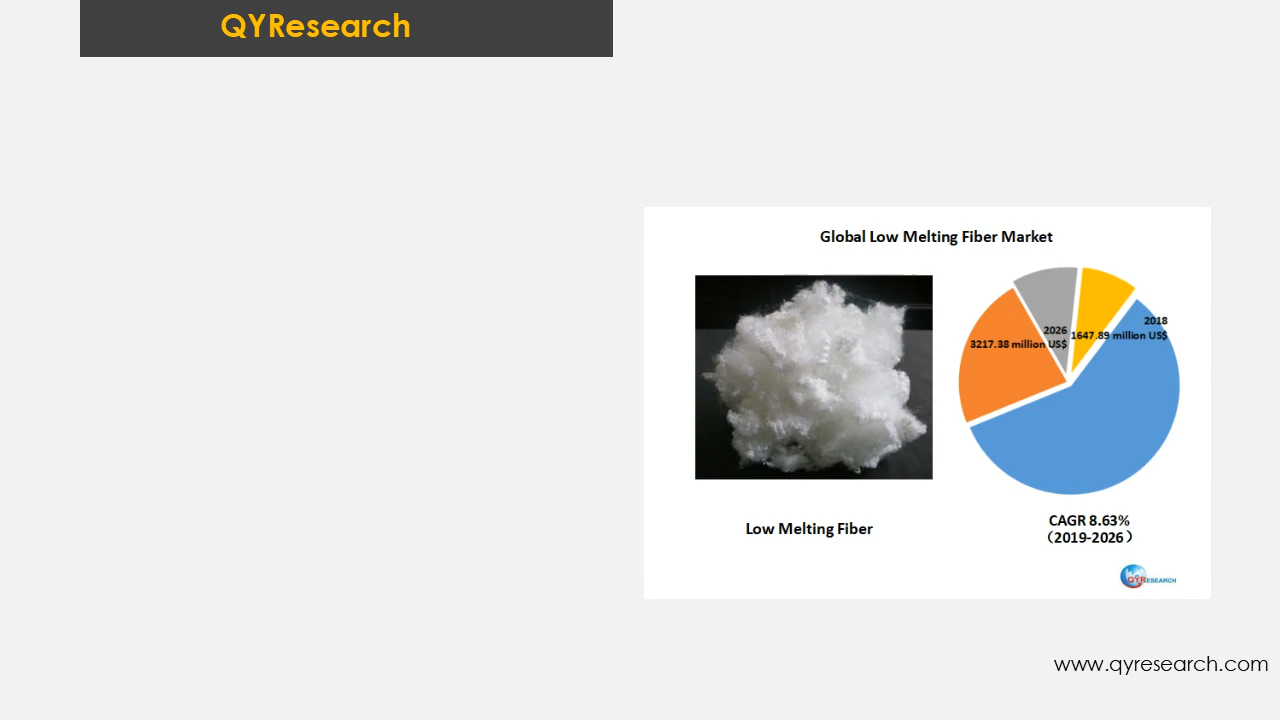 QYResearch
Global Low Melting Fiber Market
2018
1647.89 million US$
2026
3217.38 million US$
Low Melting Fiber
CAGR 8.63%
（2019-2026）
QYRESEARCH
www.qyresearch.com